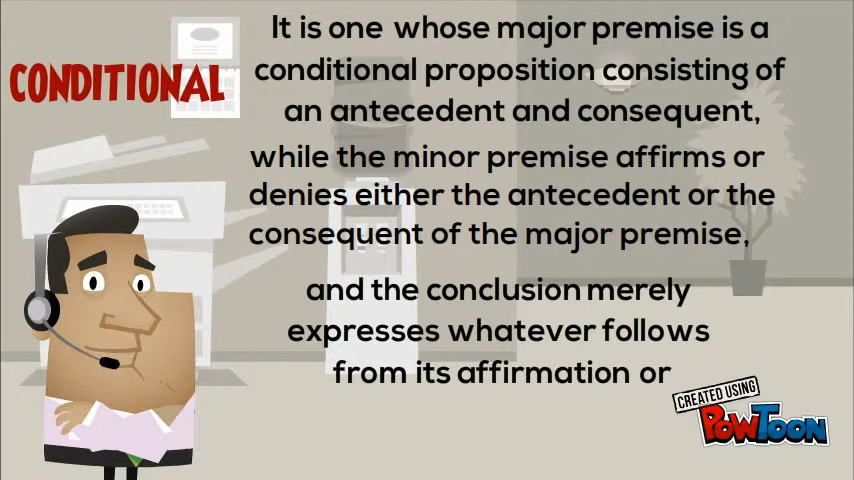 CONDITIONAL
It is one whose major premise is a
conditional proposition consisting of
an antecedent and consequent,
while the minor premise affirms or
denies either the antecedent or the
consequent of the major premise,
and the conclusion merely
expresses whatever follows
from its affirmation or
CREATED USING
POWTOON